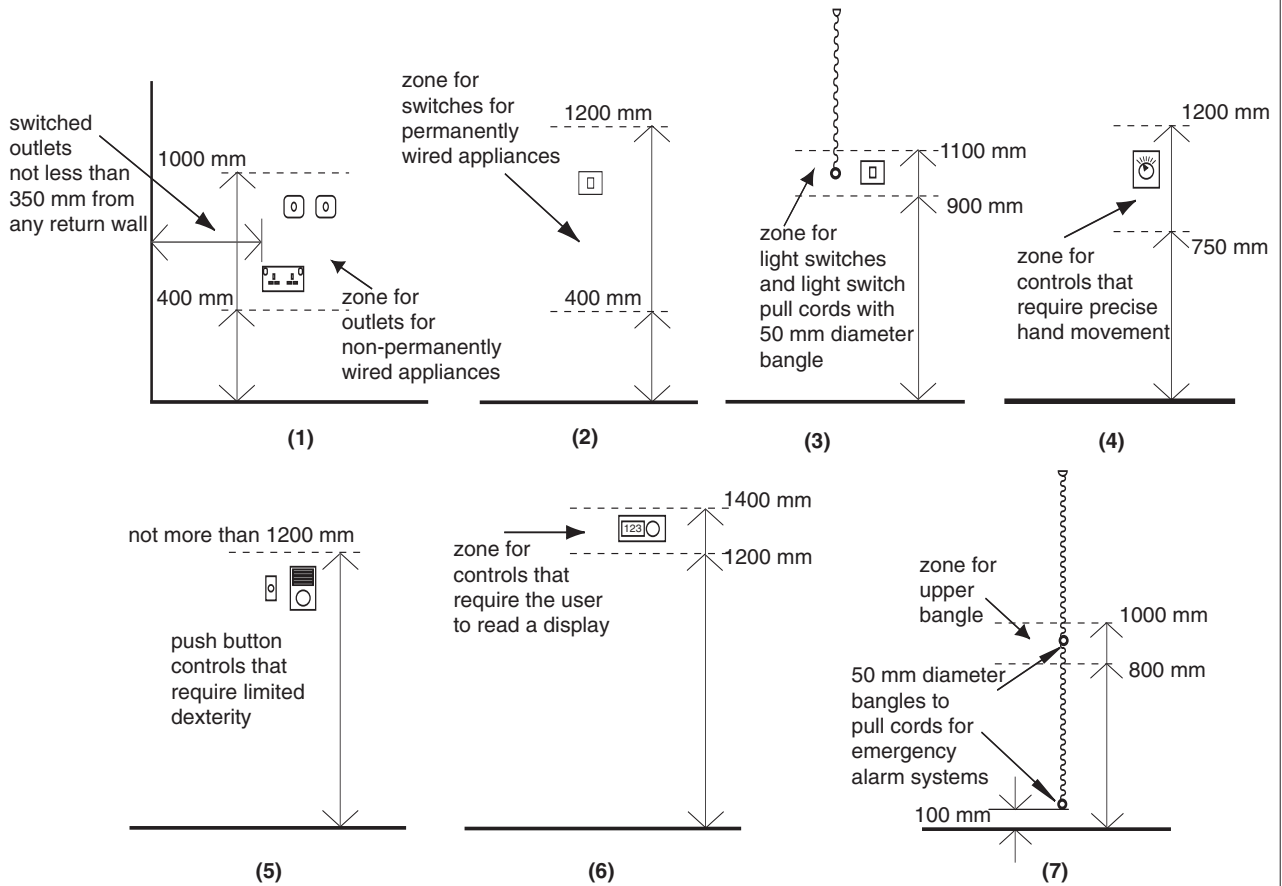 switched
outlets
not less than
350 mm from
any return wall
1000 mm
400 mm
zone for
outlets for
non-permanently
wired appliances
(1)
zone for
switches for
permanently
wired appliances
1200 mm
400 mm
(2)
1100 mm
900 mm
zone for
light switches
and light switch
pull cords with
50 mm diameter
bangle
(3)
1200 mm
750 mm
zone for
controls that
require precise
hand movement
(4)
not more than 1200 mm
push button
controls that
require limited
dexterity
(5)
1400 mm
123
1200 mm
zone for
controls that
require the user
to read a display
(6)
zone for
upper
bangle
1000 mm
800 mm
50 mm diameter
bangles to
pull cords for
emergency
alarm systems
100 mm
(7)